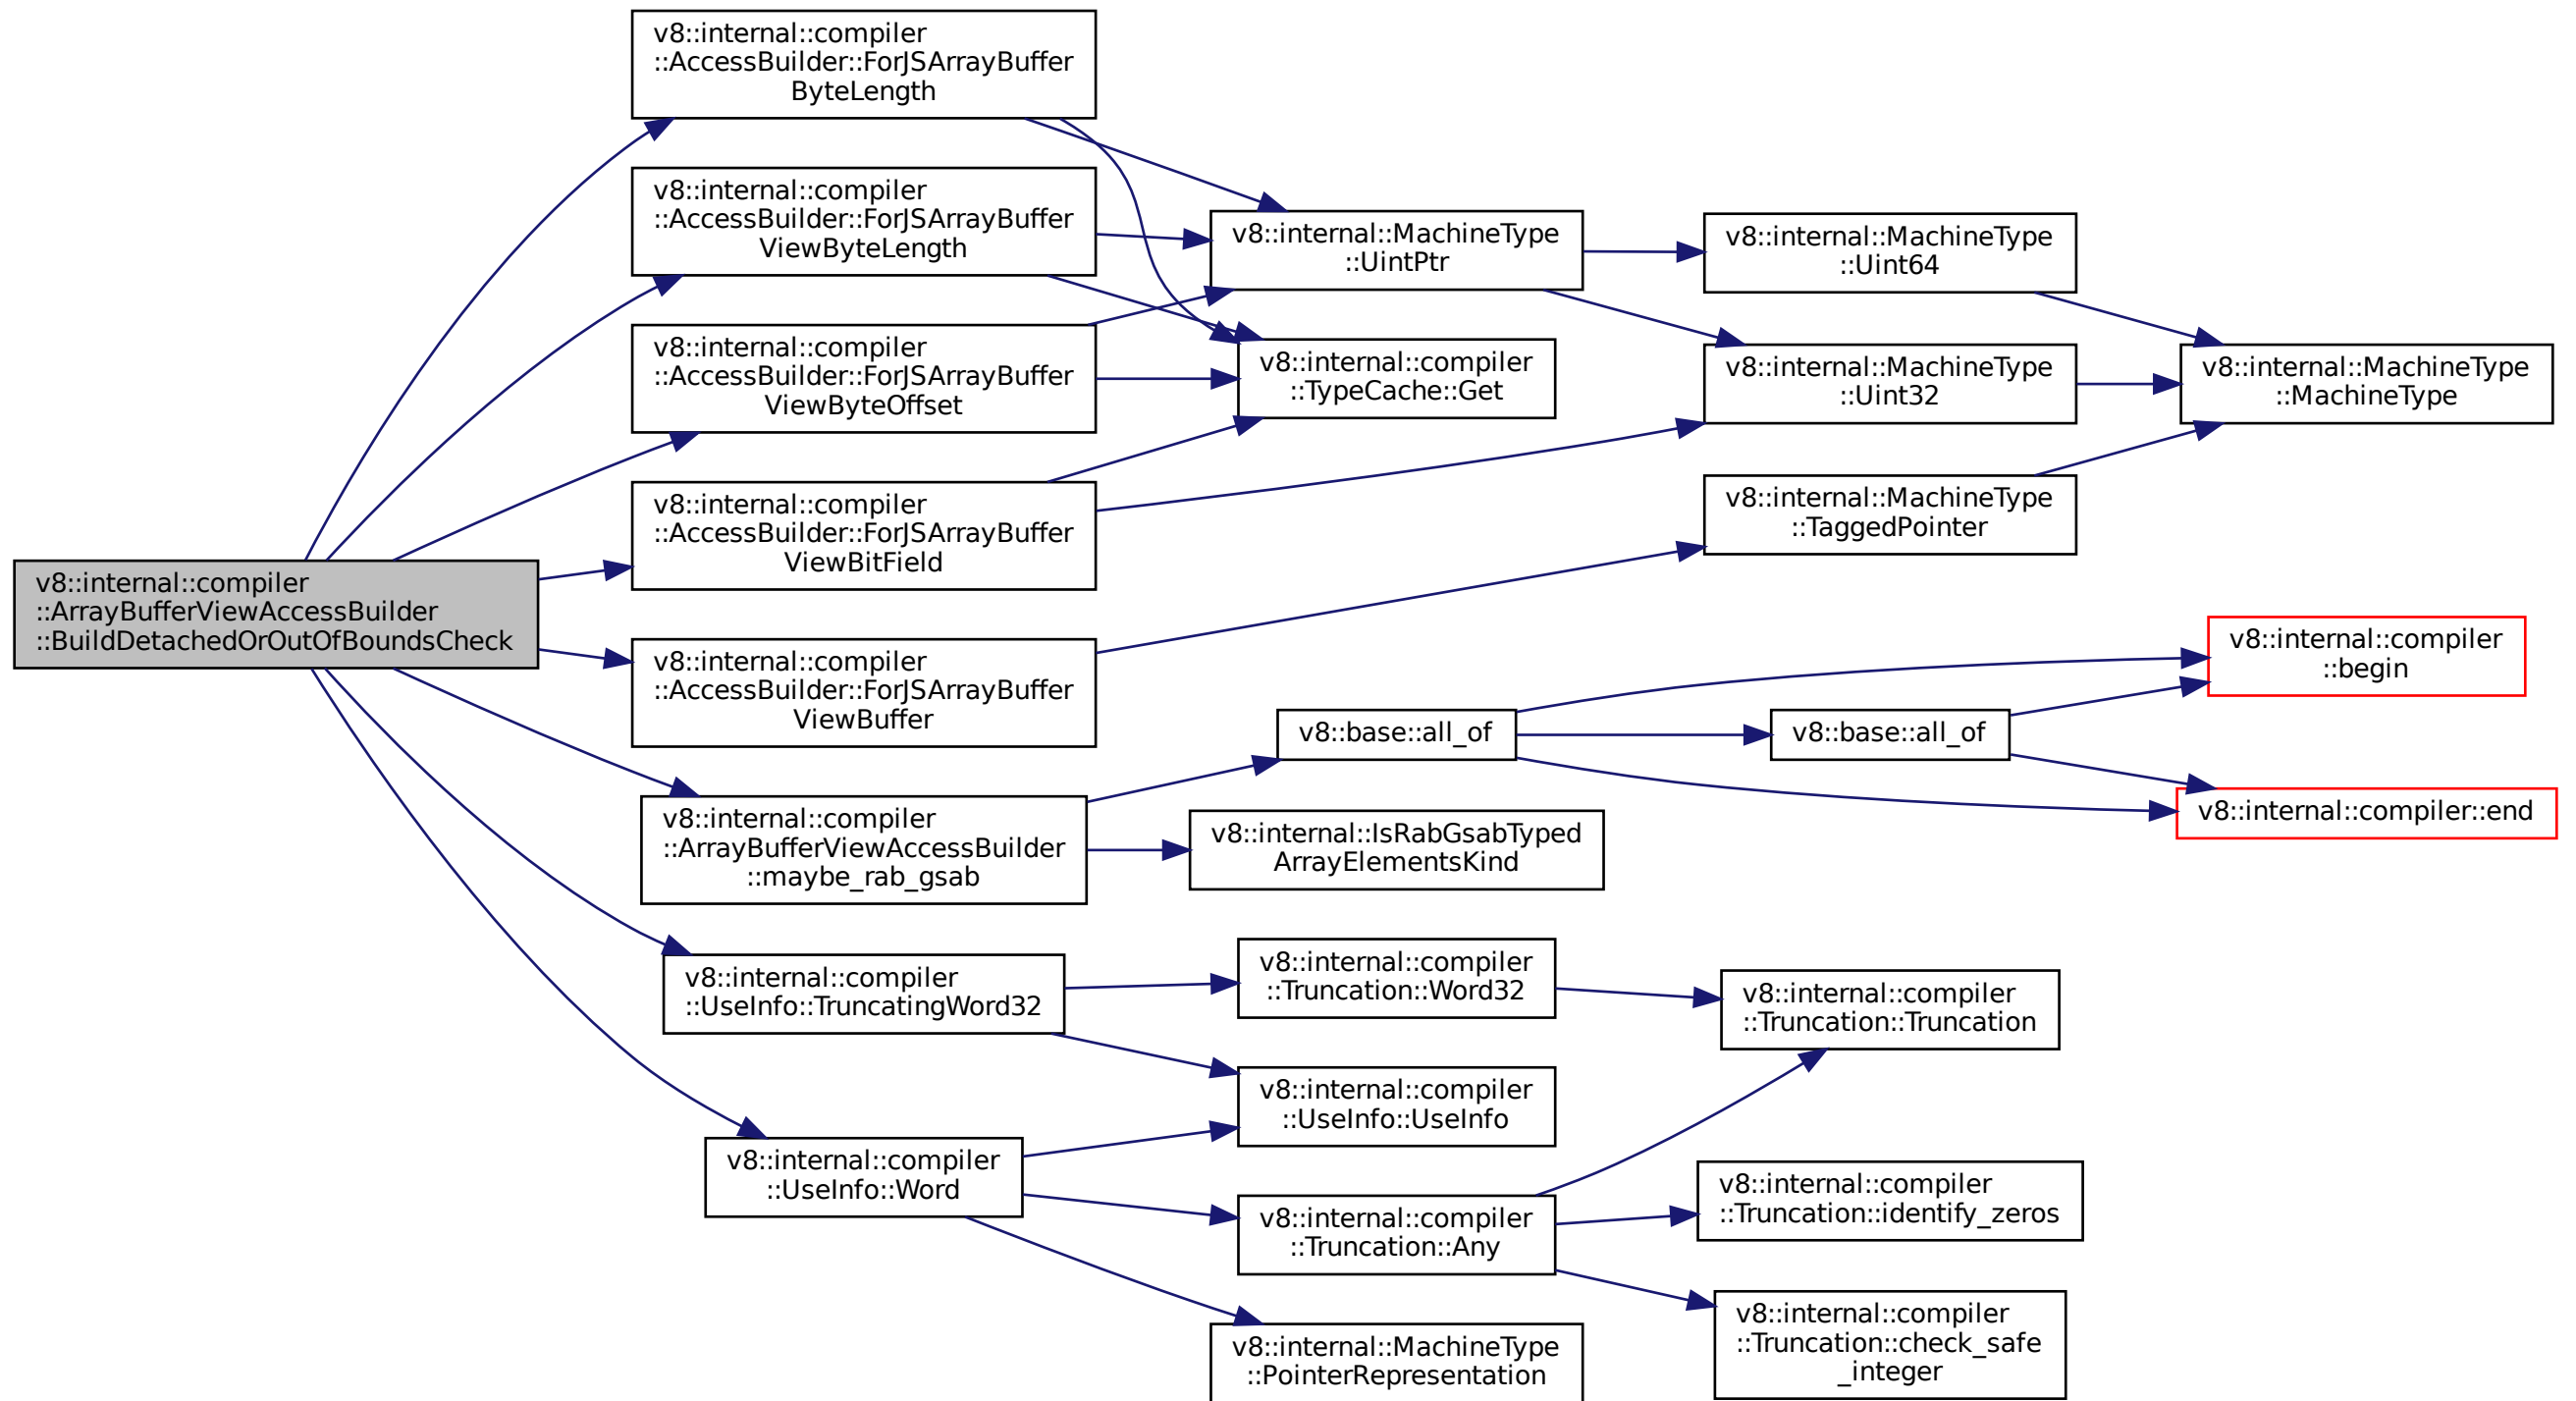 v8::internal::compiler
::ArrayBufferViewAccessBuilder
::BuildDetachedOrOutOfBoundsCheck
v8::internal::compiler
::AccessBuilder::ForJSArrayBuffer
ByteLength
v8::internal::compiler
::AccessBuilder::ForJSArrayBuffer
ViewByteLength
v8::internal::compiler
::AccessBuilder::ForJSArrayBuffer
ViewByteOffset
v8::internal::compiler
::AccessBuilder::ForJSArrayBuffer
ViewBitField
v8::internal::compiler
::AccessBuilder::ForJSArrayBuffer
ViewBuffer
v8::internal::compiler
::ArrayBufferViewAccessBuilder
::maybe_rab_gsab
v8::internal::compiler
::UseInfo::TruncatingWord32
v8::internal::compiler
::UseInfo::Word
v8::internal::MachineType
::UintPtr
v8::internal::compiler
::TypeCache::Get
v8::base::all_of
v8::internal::IsRabGsabTyped
ArrayElementsKind
v8::internal::compiler
::Truncation::Word32
v8::internal::compiler
::UseInfo::UseInfo
v8::internal::compiler
::Truncation::Any
v8::internal::MachineType
::PointerRepresentation
v8::internal::MachineType
::Uint64
v8::internal::MachineType
::Uint32
v8::internal::MachineType
::TaggedPointer
v8::base::all_of
v8::internal::compiler
::Truncation::Truncation
v8::internal::compiler
::Truncation::identify_zeros
v8::internal::compiler
::Truncation::check_safe
_integer
v8::internal::MachineType
::MachineType
v8::internal::compiler
::begin
v8::internal::compiler::end